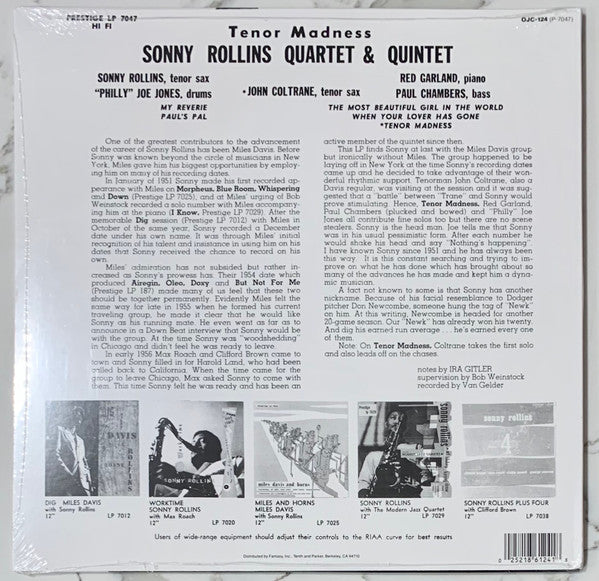 PRESTIGE LP 7047
HI FI
OJC-124 (P-7047)
Tenor Madness
SONNY ROLLINS QUARTET & QUINTET
SONNY ROLLINS, tenor sax
RED GARLAND, piano
"PHILLY" JOE JONES, drums
•JOHN COLTRANE, tenor sax
PAUL CHAMBERS, bass
MY REVERIE
PAUL'S PAL
THE MOST BEAUTIFUL GIRL IN THE WORLD
WHEN YOUR LOVER HAS GONE
*TENOR MADNESS
One of the greatest contributors to the advancement
of the career of Sonny Rollins has been Miles Davis. Before
Sonny was known beyond the circle of musicians in New
York, Miles gave him his biggest opportunities by employ-
ing him on many of his recording dates.
In January of 1951 Sonny made his first recorded ap-
pearance with Miles on Morpheus, Blue Room, Whispering
and Down (Prestige LP 7025), and at Miles' urging of Bob
Weinstock recorded a solo number with Miles accompany-
ing him at the piano (I Know, Prestige LP 7029). After the
memorable Dig session (Prestige LP 7012) with Miles in
October of the same year, Sonny recorded a December
date under his own name. It was through Miles' initial
recognition of his talent and insistance in using him on his
dates that Sonny received the chance to record on his
own.
Miles' admiration has not subsided but rather in-
creased as Sonny's prowess has. Their 1954 date which
produced Airegin, Oleo, Doxy and But Not For Me
(Prestige LP 187) made many of us feel that these two
should be together permanently. Evidently Miles felt the
same way for late in 1955 when he formed his current
traveling group, he made it clear that he would like
Sonny as his running mate. He even went as far as to
announce in a Down Beat interview that Sonny would be
with the group. At the time Sonny was "woodshedding"
in Chicago and didn't feel he was ready to leave.
In early 1956 Max Roach and Clifford Brown came to
town and Sonny filled in for Harold Land, who had been
called back to California. When the time came for the
group to leave Chicago, Max asked Sonny to come with
them. This time Sonny felt he was ready and has been an
active member of the quintet since then.
This LP finds Sonny at last with the Miles Davis group
but ironically without Miles. The group happened to be
laying off in New York at the time Sonny's recording dates
came up and he decided to take advantage of their won-
derful rhythmic support. Tenorman John Coltrane, also a
Davis regular, was visiting at the session and it was sug-
gested that a "battle" between "Trane" and Sonny would
prove stimulating. Hence, Tenor Madness. Red Garland,
Paul Chambers (plucked and bowed) and "Philly" Joe
Jones all contribute fine solos too but there are no scene
stealers. Sonny is the head man. Joe tells me that Sonny
was in his usual pessimistic form. After each number he
would shake his head and say "Nothing's happening".
I have known Sonny since 1951 and he has always been
this way. It is this constant searching and trying to im-
prove on what he has done which has brought about so
many of the advances he has made and kept him a dyna-
mic musician.
A fact not known to some is that Sonny has another
nickname. Because of his facial resemblance to Dodger
pitcher Don Newcombe, someone hung the tag of "Newk"
on him. At this writing, Newcombe is headed for another
20-game season. Our "Newk" has already won his twenty.
And dig his earned run average . . he's earned every one
of them.
Note. On Tenor Madness, Coltrane takes the first solo
and also leads off on the chases.
notes by IRA GITLER
supervision by Bob Weinstock
recorded by Van Gelder
DIG MILES DAVIS
with Sonny Rollins
12" LP 7012
SONNY ROLLINS
WORKTIME
SONNY ROLLINS
with Max Roach
12" LP 7020
miles davis and horns
MILES AND HORNS
MILES DAVIS
with Sonny Rollins
12" LP 7025
sonny rollins
SONNY ROLLINS
with The Modern Jazz Quartet
12" LP 7029
sonny rollins
SONNY ROLLINS PLUS FOUR
with Clifford Brown
12" LP 7038
Users of wide-range equipment should adjust their controls to the RIAA curve for best results
Distributed by Fantasy, Inc., Tenth and Parker, Berkeley, CA 94710
0 25218 61241 8